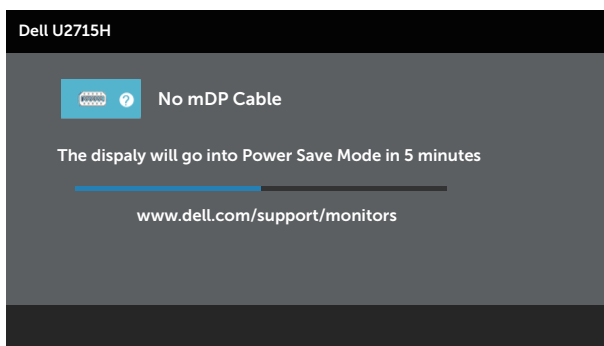 Dell U2715H
No mDP Cable
The dispaly will go into Power Save Mode in 5 minutes
www.dell.com/support/monitors